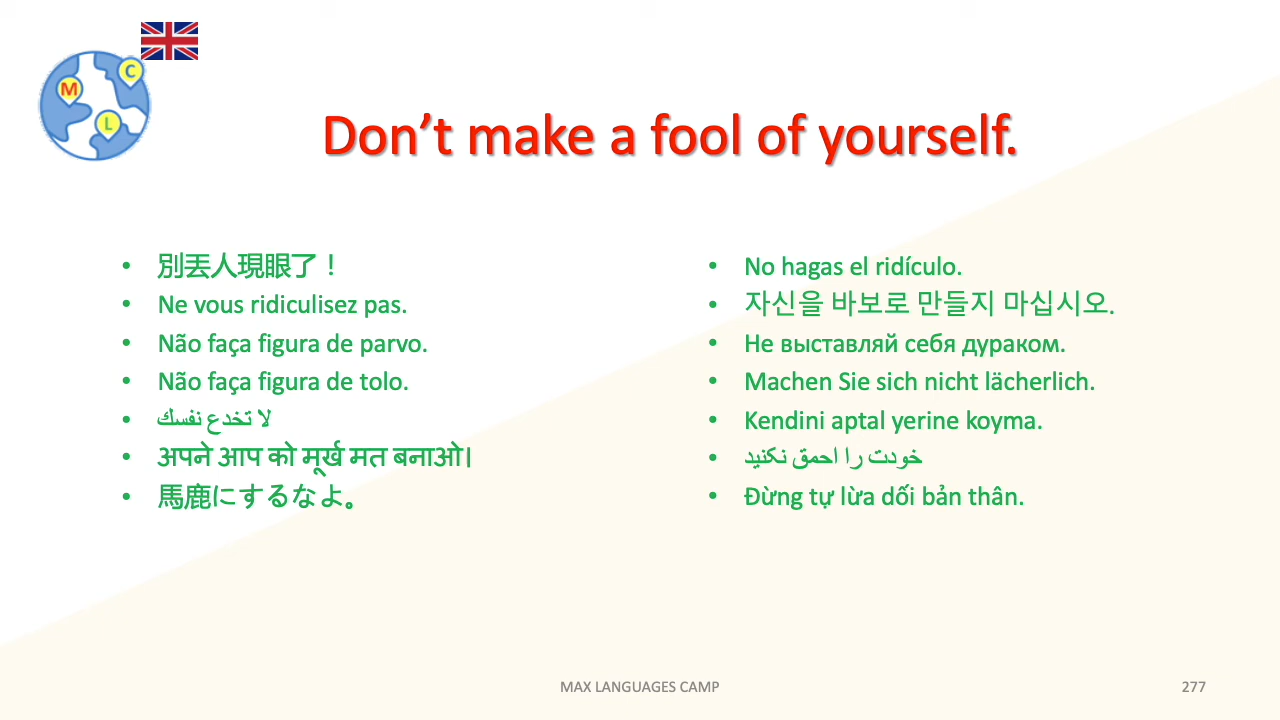 M
C
L
Don’t make a fool of yourself.
別丟人現眼了！
Ne vous ridiculisez pas.
Não faça figura de parvo.
Não faça figura de tolo.
لا تخدع نفسك
अपने आप को मूर्ख मत बनाओ।
馬鹿にするなよ。
No hagas el ridículo.
자신을 바보로 만들지 마십시오.
Не выставляй себя дураком.
Machen Sie sich nicht lächerlich.
Kendini aptal yerine koyma.
خودت را احمق نکنید
Đừng tự lừa dối bản thân.
MAX LANGUAGES CAMP
277